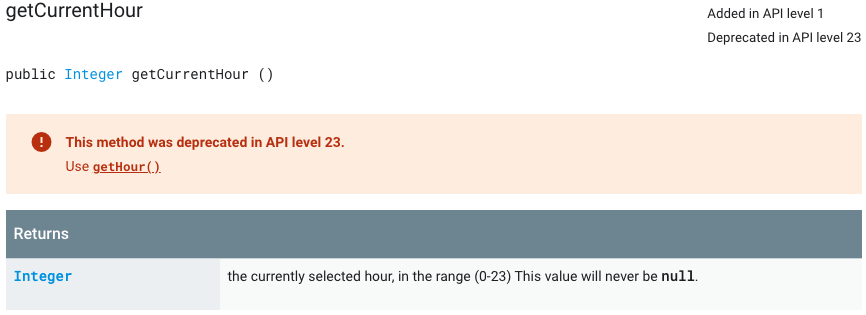 getCurrentHour
Added in API level 1
Deprecated in API level 23
public Integer getCurrentHour ()
This method was deprecated in API level 23.
Use getHour()
Returns
Integer the currently selected hour, in the range (0-23) This value will never be null.